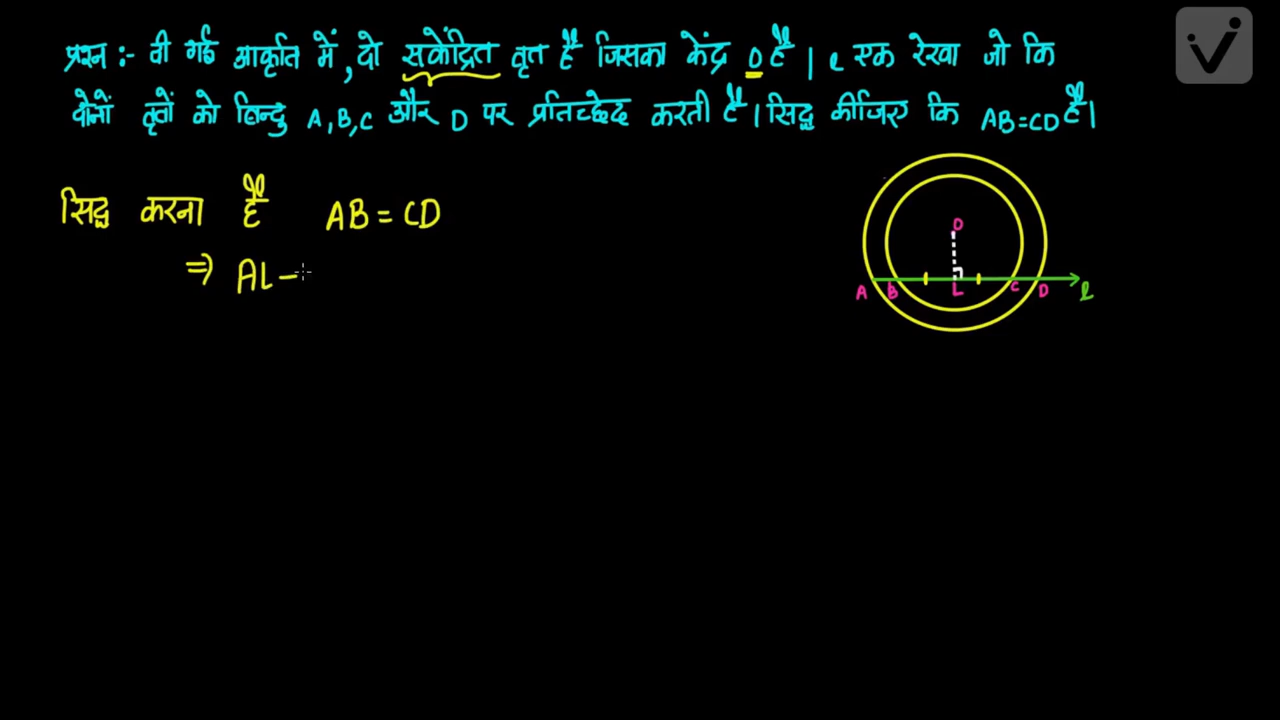 प्रश्न :- दी गई आकृति में, दो सकेंद्रित वृत हैं जिसका केंद्र O है | l एक रेखा जो कि
दोनों वृतों को बिन्दु A, B, C और D पर प्रतिच्छेद करती है | सिद्ध कीजिए कि AB = CD है |
सिद्ध करना है AB = CD
⇒ AL -
O
A B L C D l